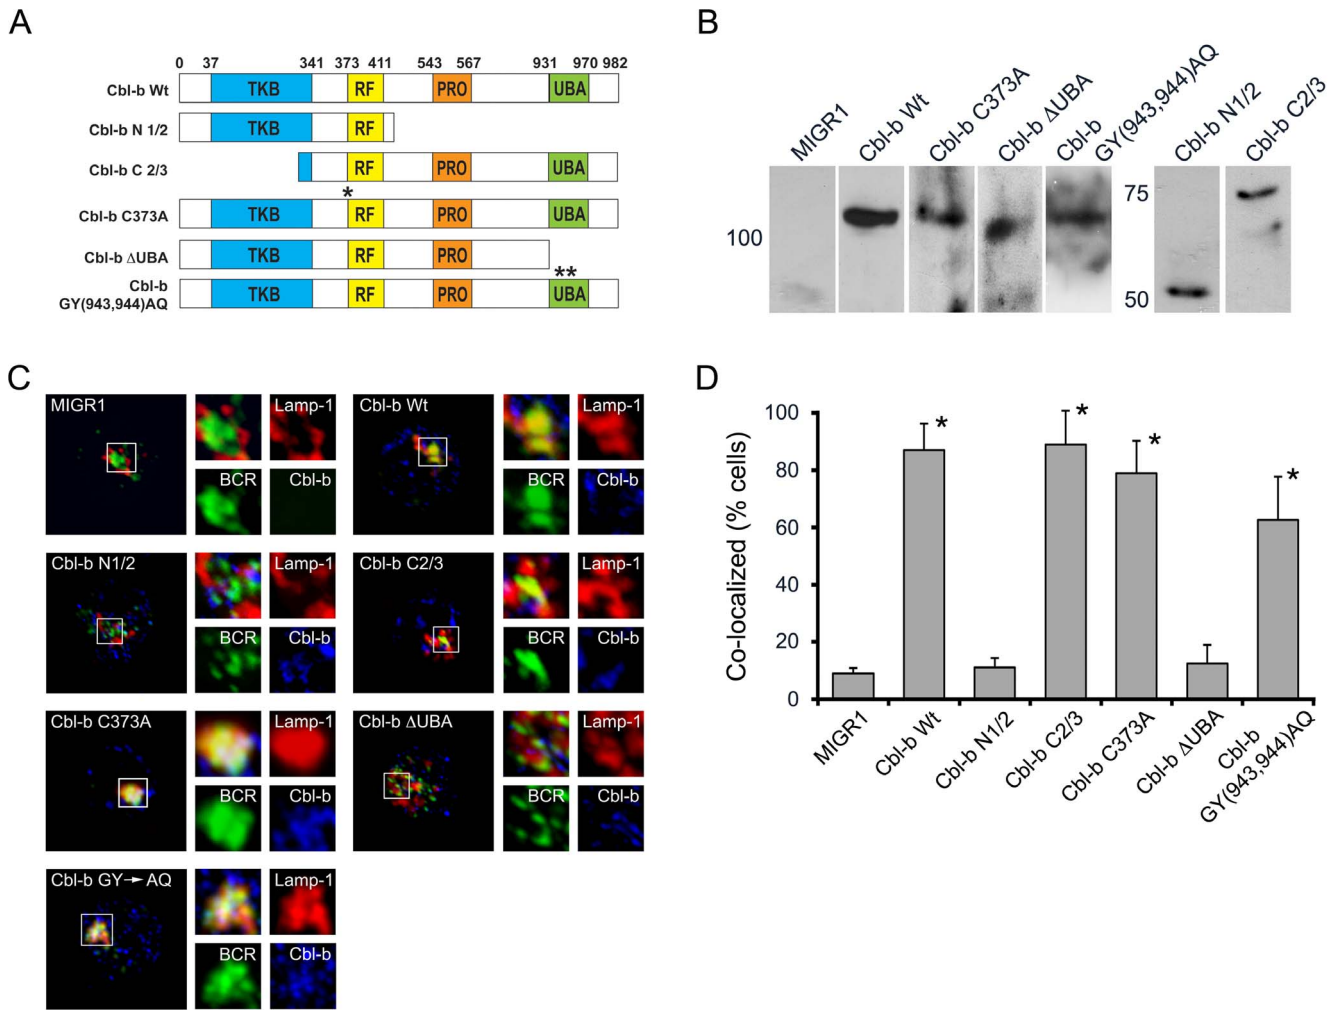 A
0 37 341 373 411 543 567 931 970 982
Cbl-b Wt TKB RF PRO UBA
Cbl-b N 1/2 TKB RF
Cbl-b C 2/3 RF PRO UBA
*
Cbl-b C373A TKB RF PRO UBA
Cbl-b ΔUBA TKB RF PRO
**
Cbl-b
GY(943,944)AQ TKB RF PRO UBA
B
MIGR1
Cbl-b Wt
Cbl-b C373A
Cbl-b ΔUBA
Cbl-b
GY(943,944)AQ
Cbl-b N1/2
Cbl-b C2/3
100
75
50
C
MIGR1 Lamp-1
BCR Cbl-b
Cbl-b Wt Lamp-1
BCR Cbl-b
Cbl-b N1/2 Lamp-1
BCR Cbl-b
Cbl-b C2/3 Lamp-1
BCR Cbl-b
Cbl-b C373A Lamp-1
BCR Cbl-b
Cbl-b ΔUBA Lamp-1
BCR Cbl-b
Cbl-b GY→AQ Lamp-1
BCR Cbl-b
D
Co-localized (% cells)
100
80
60
40
20
0
* * * *
MIGR1
Cbl-b Wt
Cbl-b N1/2
Cbl-b C2/3
Cbl-b C373A
Cbl-b ΔUBA
Cbl-b
GY(943,944)AQ